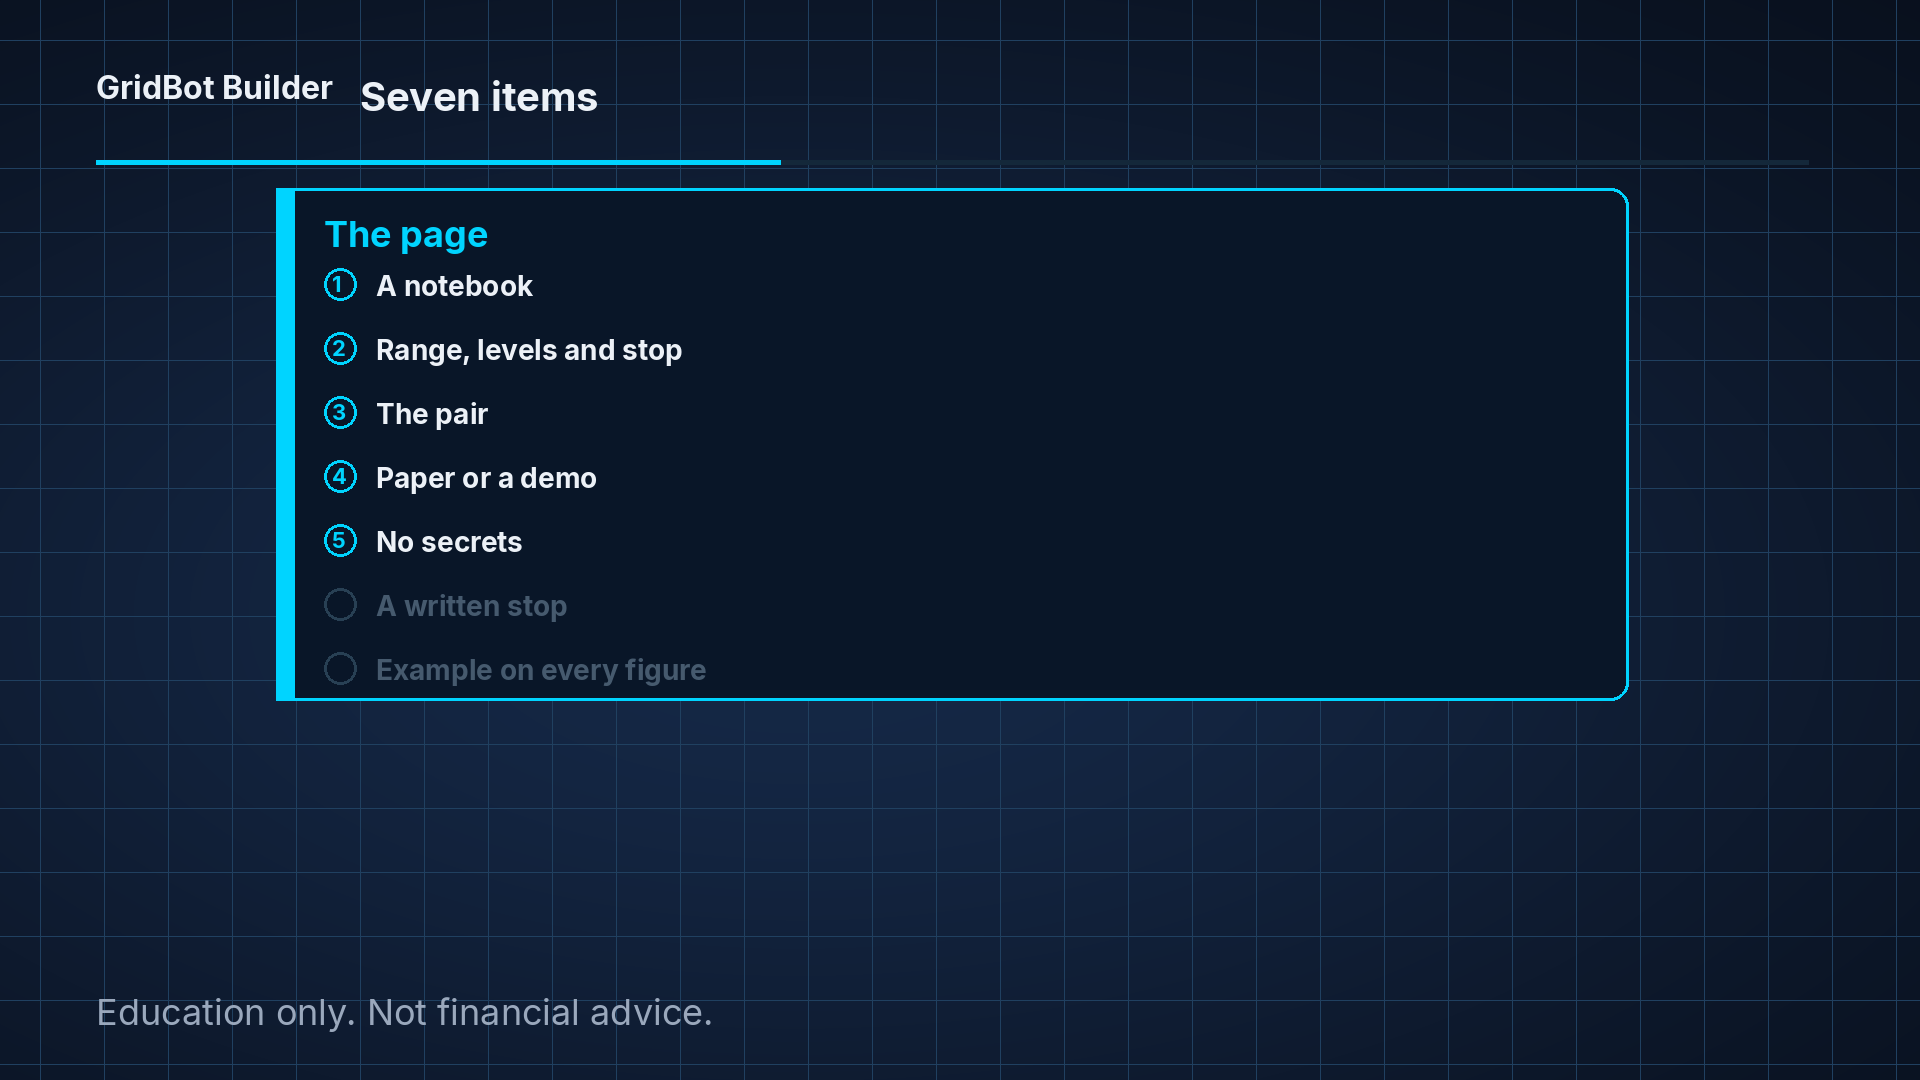 GridBot Builder Seven items
The page
1 A notebook
2 Range, levels and stop
3 The pair
4 Paper or a demo
5 No secrets
A written stop
Example on every figure
Education only. Not financial advice.